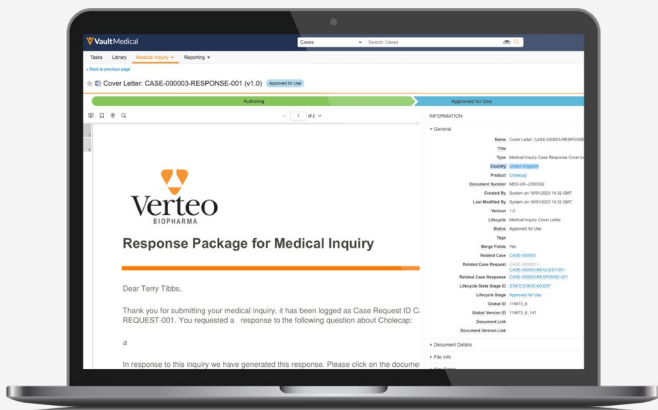 VaultMedical
Cases
Search Cases
Tasks Library Medical Inquiry Reporting
Back to previous page
Cover Letter: CASE-000003-RESPONSE-001 (v1.0) Approved for Use
Authoring Approved for Use
1 of 2
INFORMATION
General
Name Cover Letter: CASE-000003-RESPONSE
Title
Type Medical Inquiry Case Response Cover Le
Country United Kingdom
Product Cholecap
Document Number
Created By System on 16/01/2023 14:32 GMT
Last Modified By System on 16/01/2023 14:32 GMT
Version 1.0
Lifecycle Medical Inquiry Cover Letter
Status Approved for Use
Tags
Merge Fields Yes
Related Case CASE-000003
Related Case Request CASE-000003 >
CASE-000003-REQUEST-001
Related Case Response CASE-000003-RESPONSE-001
Lifecycle State Stage ID
Lifecycle Stage Approved for Use
Global ID
Global Version ID
Document Link
Document Version Link
Document Details
File Info
Verteo
BIOPHARMA
Response Package for Medical Inquiry
Dear Terry Tibbs,
Thank you for submitting your medical inquiry, it has been logged as Case Request ID CA
REQUEST-001. You requested a response to the following question about Cholecap:
a
In response to this inquiry we have generated this response. Please click on the docume